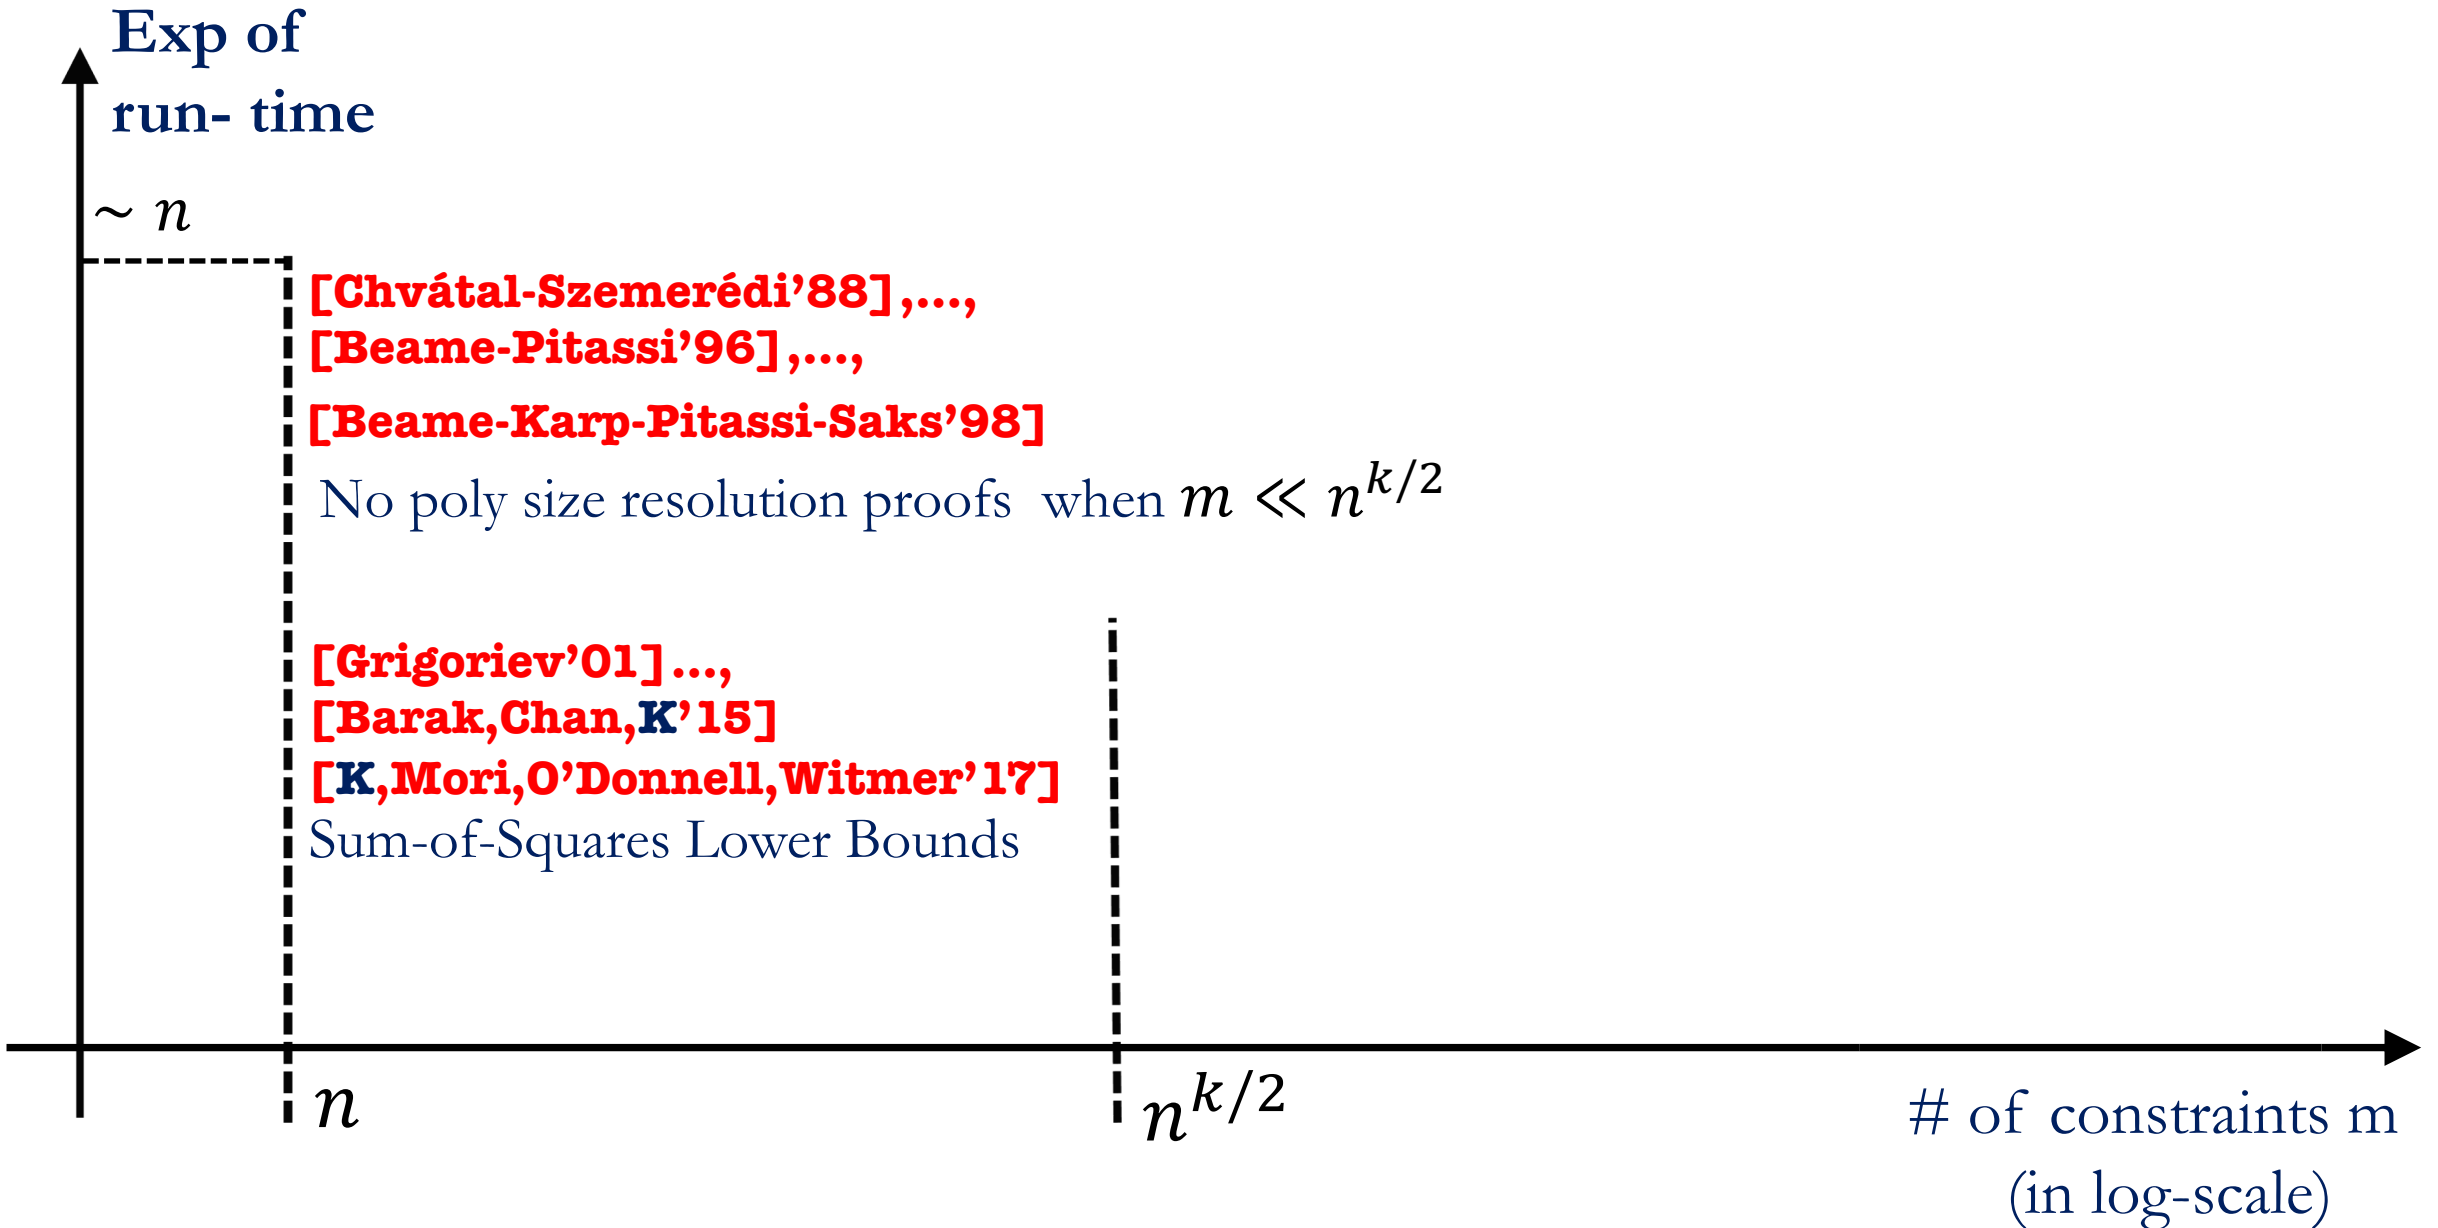 Exp of
run- time
~ n
[Chvátal-Szemerédi’88],...,
[Beame-Pitassi’96],...,
[Beame-Karp-Pitassi-Saks’98]
No poly size resolution proofs when m ≪ n^{k/2}
[Grigoriev’01]...,
[Barak,Chan,K’15]
[K,Mori,O’Donnell,Witmer’17]
Sum-of-Squares Lower Bounds
n
n^{k/2}
# of constraints m
(in log-scale)